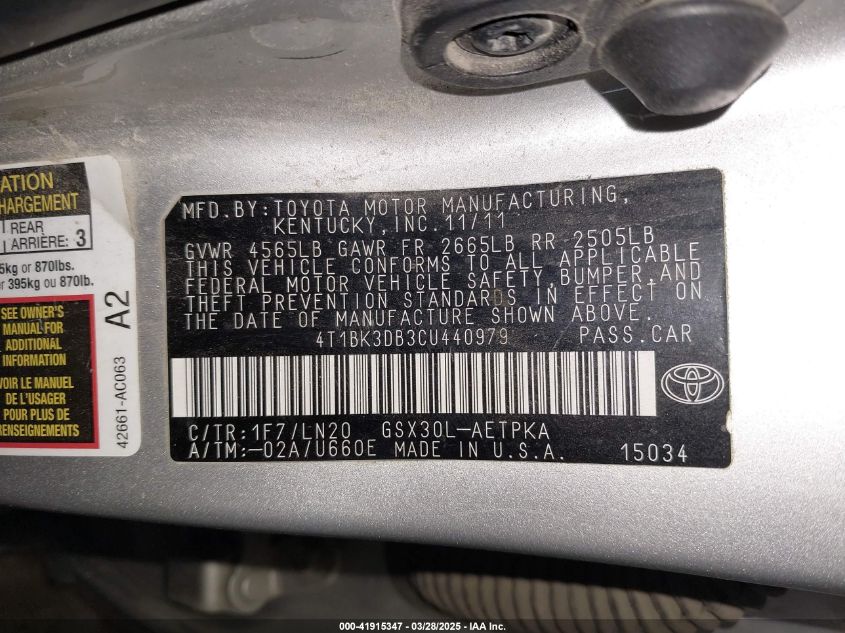 ATION
HARGEMENT
REAR
ARRIÈRE: 3
5kg or 870lbs.
r 395kg ou 870lb.
SEE OWNER'S
MANUAL FOR
ADDITIONAL
INFORMATION
VOIR LE MANUEL
DE L'USAGER
POUR PLUS DE
RENSEIGNEMENTS
42661-AC063 A2
MFD. BY: TOYOTA MOTOR MANUFACTURING,
KENTUCKY, INC. 11/11
GVWR 4565LB GAWR FR 2665LB RR 2505LB
THIS VEHICLE CONFORMS TO ALL APPLICABLE
FEDERAL MOTOR VEHICLE SAFETY, BUMPER, AND
THEFT PREVENTION STANDARDS IN EFFECT ON
THE DATE OF MANUFACTURE SHOWN ABOVE.
4T1BK3DB3CU440979 PASS. CAR
C/TR: 1F7/LN20 GSX30L-AETPKA
A/TM:-02A/U660E MADE IN U.S.A. 15034
000-41915347 / 03/28/2025 - IAA Inc.